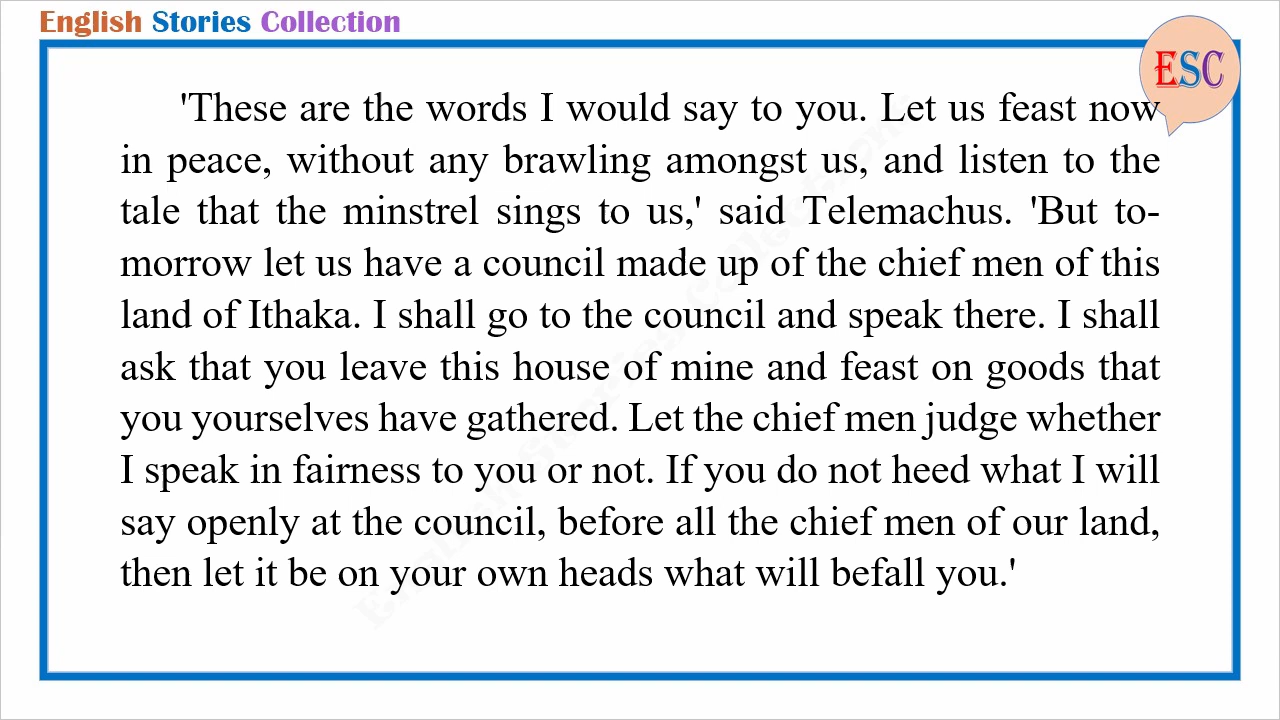 English Stories Collection
ESC
'These are the words I would say to you. Let us feast now
in peace, without any brawling amongst us, and listen to the
tale that the minstrel sings to us,' said Telemachus. 'But to-
morrow let us have a council made up of the chief men of this
land of Ithaka. I shall go to the council and speak there. I shall
ask that you leave this house of mine and feast on goods that
you yourselves have gathered. Let the chief men judge whether
I speak in fairness to you or not. If you do not heed what I will
say openly at the council, before all the chief men of our land,
then let it be on your own heads what will befall you.'
English Stories Collection